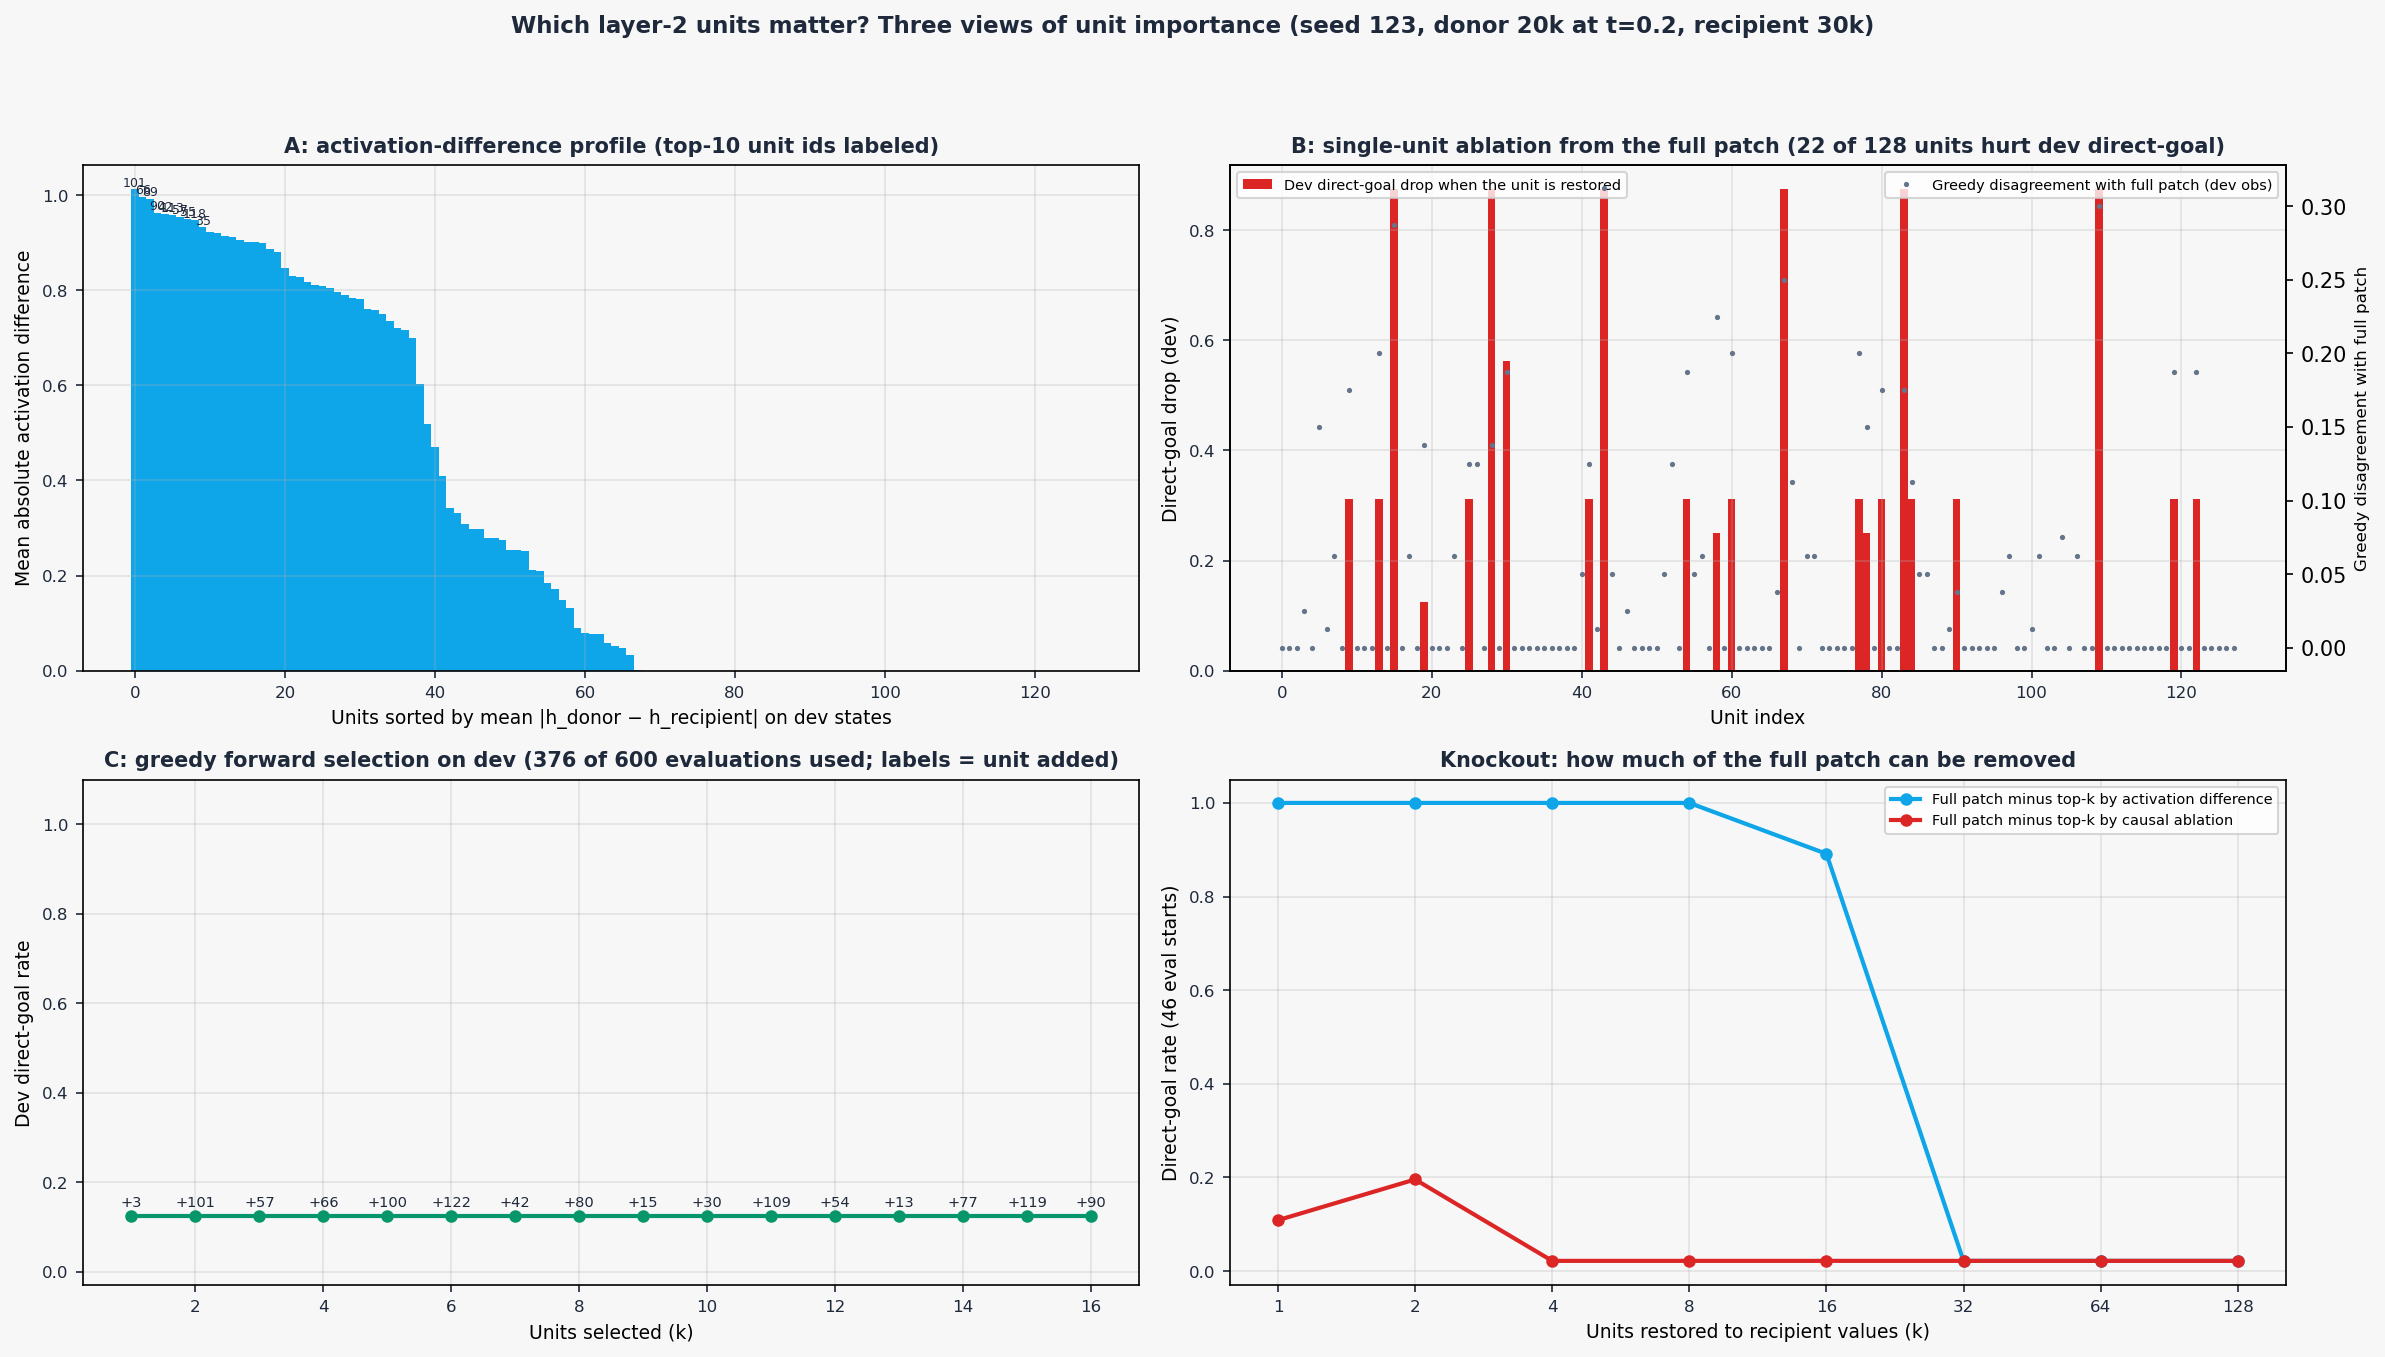 Which layer-2 units matter? Three views of unit importance (seed 123, donor 20k at t=0.2, recipient 30k)
A: activation-difference profile (top-10 unit ids labeled)
Mean absolute activation difference
1.0
0.8
0.6
0.4
0.2
0.0
101
66
69
118
35
0 20 40 60 80 100 120
Units sorted by mean |h_donor − h_recipient| on dev states
B: single-unit ablation from the full patch (22 of 128 units hurt dev direct-goal)
Dev direct-goal drop when the unit is restored
Greedy disagreement with full patch (dev obs)
Direct-goal drop (dev)
0.8
0.6
0.4
0.2
0.0
0.30
0.25
0.20
0.15
0.10
0.05
0.00
Greedy disagreement with full patch
0 20 40 60 80 100 120
Unit index
C: greedy forward selection on dev (376 of 600 evaluations used; labels = unit added)
Dev direct-goal rate
1.0
0.8
0.6
0.4
0.2
0.0
+3 +101 +57 +66 +100 +122 +42 +80 +15 +30 +109 +54 +13 +77 +119 +90
2 4 6 8 10 12 14 16
Units selected (k)
Knockout: how much of the full patch can be removed
Full patch minus top-k by activation difference
Full patch minus top-k by causal ablation
Direct-goal rate (46 eval starts)
1.0
0.8
0.6
0.4
0.2
0.0
1 2 4 8 16 32 64 128
Units restored to recipient values (k)